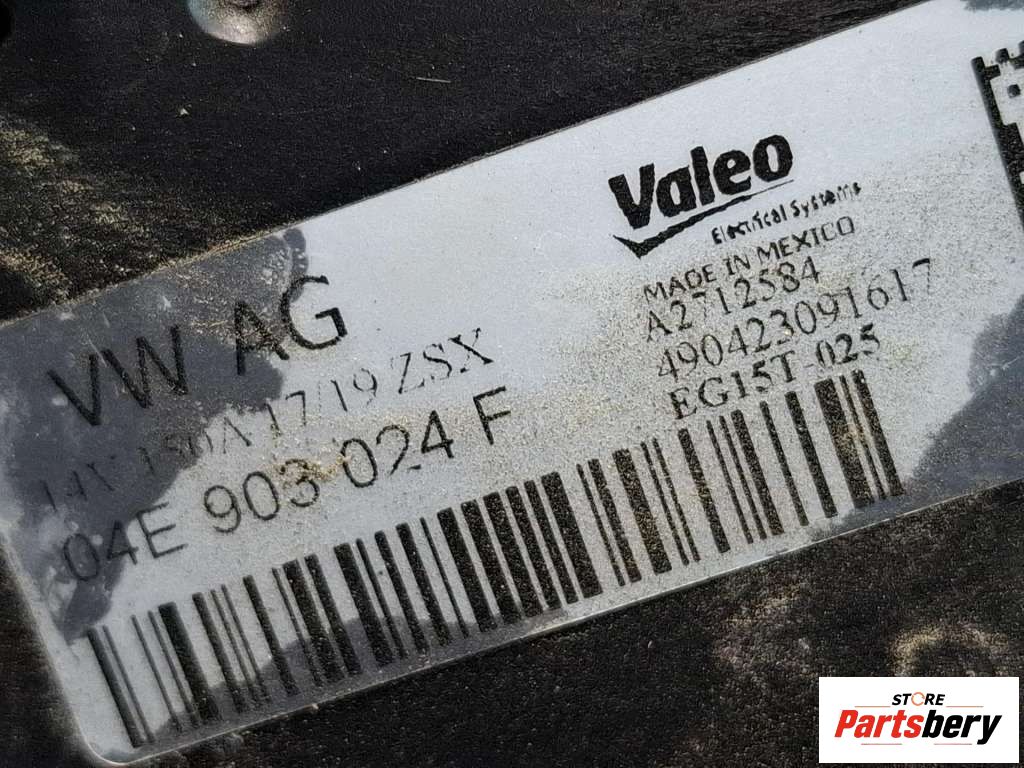 Valeo
Electrical Systems
MADE IN MEXICO
A2712584
490423091617
EG15T-025
VW AG
14V 150A 17/19 ZSX
04E 903 024 F
STORE
Partsbery